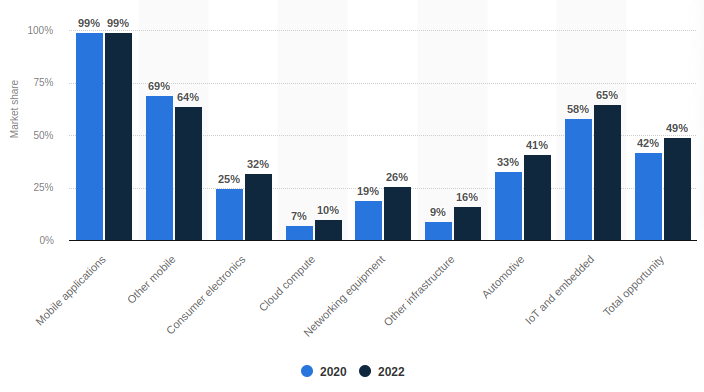 Market share
100%
75%
50%
25%
0%
99% 99%
69% 64%
25% 32%
7% 10%
19% 26%
9% 16%
33% 41%
58% 65%
42% 49%
Mobile applications
Other mobile
Consumer electronics
Cloud compute
Networking equipment
Other infrastructure
Automotive
IoT and embedded
Total opportunity
2020 2022